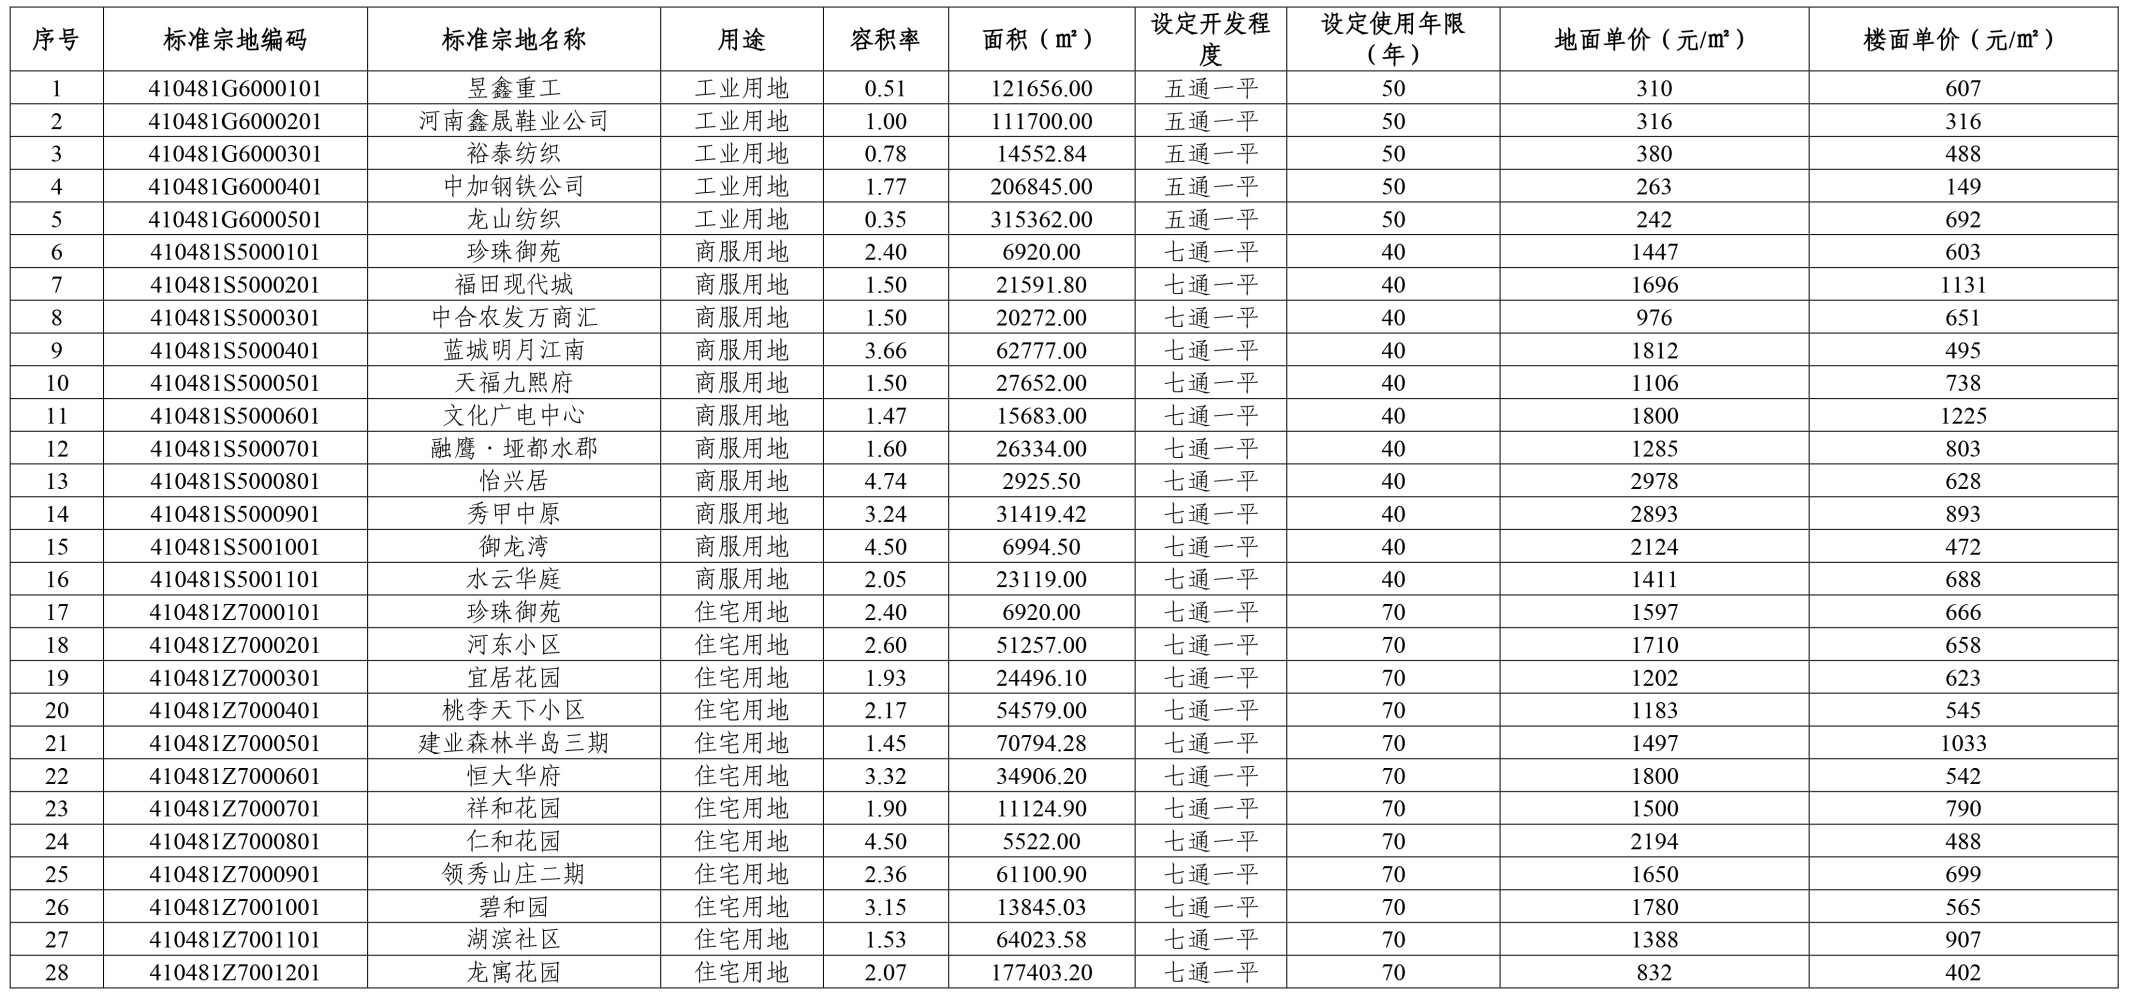 序号 标准宗地编码 标准宗地名称 用途 容积率 面积（㎡） 设定开发程度 设定使用年限（年） 地面单价（元/㎡） 楼面单价（元/㎡）
1 410481G6000101 昱鑫重工 工业用地 0.51 121656.00 五通一平 50 310 607
2 410481G6000201 河南鑫晟鞋业公司 工业用地 1.00 111700.00 五通一平 50 316 316
3 410481G6000301 裕泰纺织 工业用地 0.78 14552.84 五通一平 50 380 488
4 410481G6000401 中加钢铁公司 工业用地 1.77 206845.00 五通一平 50 263 149
5 410481G6000501 龙山纺织 工业用地 0.35 315362.00 五通一平 50 242 692
6 410481S5000101 珍珠御苑 商服用地 2.40 6920.00 七通一平 40 1447 603
7 410481S5000201 福田现代城 商服用地 1.50 21591.80 七通一平 40 1696 1131
8 410481S5000301 中合农发万商汇 商服用地 1.50 20272.00 七通一平 40 976 651
9 410481S5000401 蓝城明月江南 商服用地 3.66 62777.00 七通一平 40 1812 495
10 410481S5000501 天福九熙府 商服用地 1.50 27652.00 七通一平 40 1106 738
11 410481S5000601 文化广电中心 商服用地 1.47 15683.00 七通一平 40 1800 1225
12 410481S5000701 融鹰·垭都水郡 商服用地 1.60 26334.00 七通一平 40 1285 803
13 410481S5000801 怡兴居 商服用地 4.74 2925.50 七通一平 40 2978 628
14 410481S5000901 秀甲中原 商服用地 3.24 31419.42 七通一平 40 2893 893
15 410481S5001001 御龙湾 商服用地 4.50 6994.50 七通一平 40 2124 472
16 410481S5001101 水云华庭 商服用地 2.05 23119.00 七通一平 40 1411 688
17 410481Z7000101 珍珠御苑 住宅用地 2.40 6920.00 七通一平 70 1597 666
18 410481Z7000201 河东小区 住宅用地 2.60 51257.00 七通一平 70 1710 658
19 410481Z7000301 宜居花园 住宅用地 1.93 24496.10 七通一平 70 1202 623
20 410481Z7000401 桃李天下小区 住宅用地 2.17 54579.00 七通一平 70 1183 545
21 410481Z7000501 建业森林半岛三期 住宅用地 1.45 70794.28 七通一平 70 1497 1033
22 410481Z7000601 恒大华府 住宅用地 3.32 34906.20 七通一平 70 1800 542
23 410481Z7000701 祥和花园 住宅用地 1.90 11124.90 七通一平 70 1500 790
24 410481Z7000801 仁和花园 住宅用地 4.50 5522.00 七通一平 70 2194 488
25 410481Z7000901 领秀山庄二期 住宅用地 2.36 61100.90 七通一平 70 1650 699
26 410481Z7001001 碧和园 住宅用地 3.15 13845.03 七通一平 70 1780 565
27 410481Z7001101 湖滨社区 住宅用地 1.53 64023.58 七通一平 70 1388 907
28 410481Z7001201 龙寓花园 住宅用地 2.07 177403.20 七通一平 70 832 402